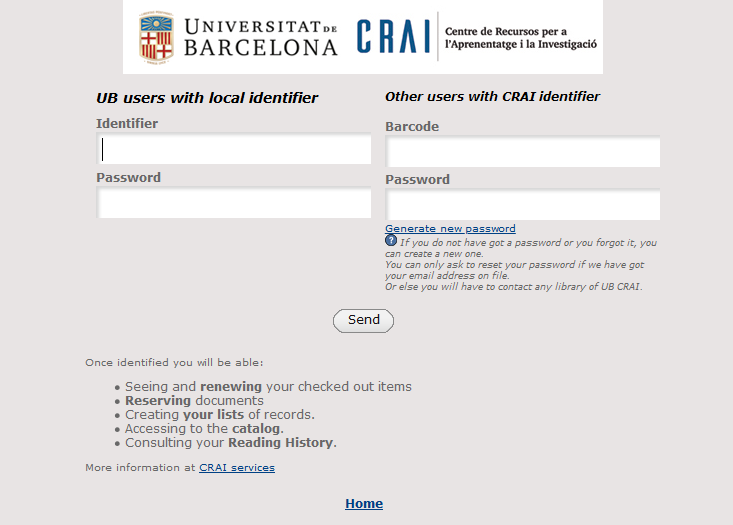 UNIVERSITAT DE
BARCELONA
CRAI
Centre de Recursos per a
l'Aprenentatge i la Investigació
UB users with local identifier
Identifier
Password
Other users with CRAI identifier
Barcode
Password
Generate new password
? If you do not have got a password or you forgot it, you
can create a new one.
You can only ask to reset your password if we have got
your email address on file.
Or else you will have to contact any library of UB CRAI.
Send
Once identified you will be able:
• Seeing and renewing your checked out items
• Reserving documents
• Creating your lists of records.
• Accessing to the catalog.
• Consulting your Reading History.
More information at CRAI services
Home